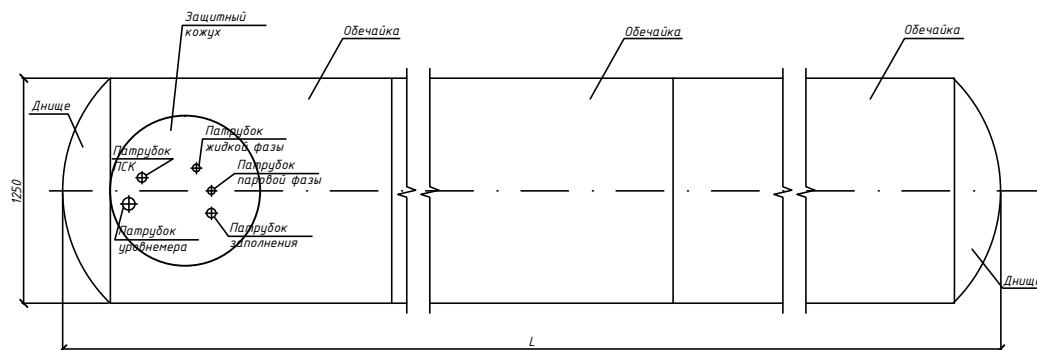 Защитный
кожух
Обечайка
Обечайка
Обечайка
Днище
Патрубок
жидкой фазы
Патрубок
ПСК
Патрубок
паровой фазы
1250
Патрубок
уровнемера
Патрубок
заполнения
Днище
L